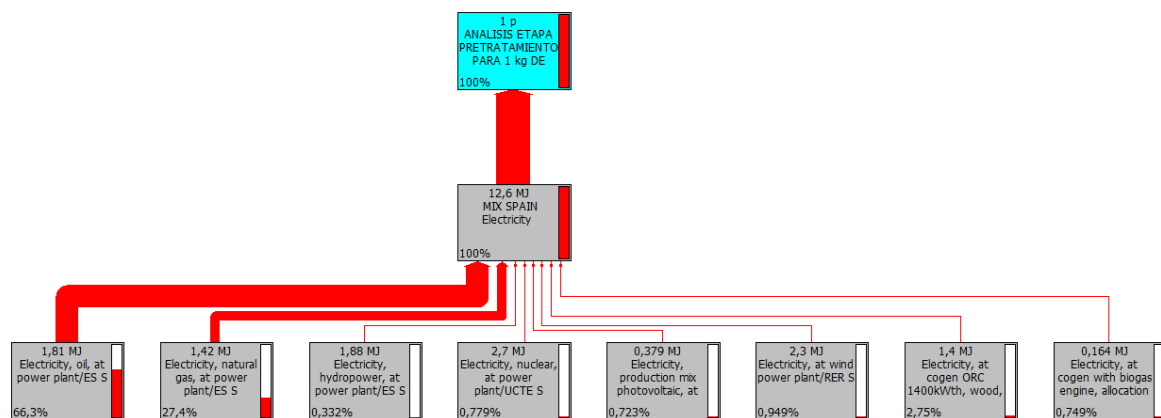 1 p
ANALISIS ETAPA
PRETRATAMIENTO
PARA 1 kg DE
100%
12,6 MJ
MIX SPAIN
Electricity
100%
1,81 MJ
Electricity, oil, at
power plant/ES S
66,3%
1,42 MJ
Electricity, natural
gas, at power
plant/ES S
27,4%
1,88 MJ
Electricity,
hydropower, at
power plant/ES S
0,332%
2,7 MJ
Electricity, nuclear,
at power
plant/UCTE S
0,779%
0,379 MJ
Electricity,
production mix
photovoltaic, at
0,723%
2,3 MJ
Electricity, at wind
power plant/RER S
0,949%
1,4 MJ
Electricity, at
cogen ORC
1400kWth, wood,
2,75%
0,164 MJ
Electricity, at
cogen with biogas
engine, allocation
0,749%